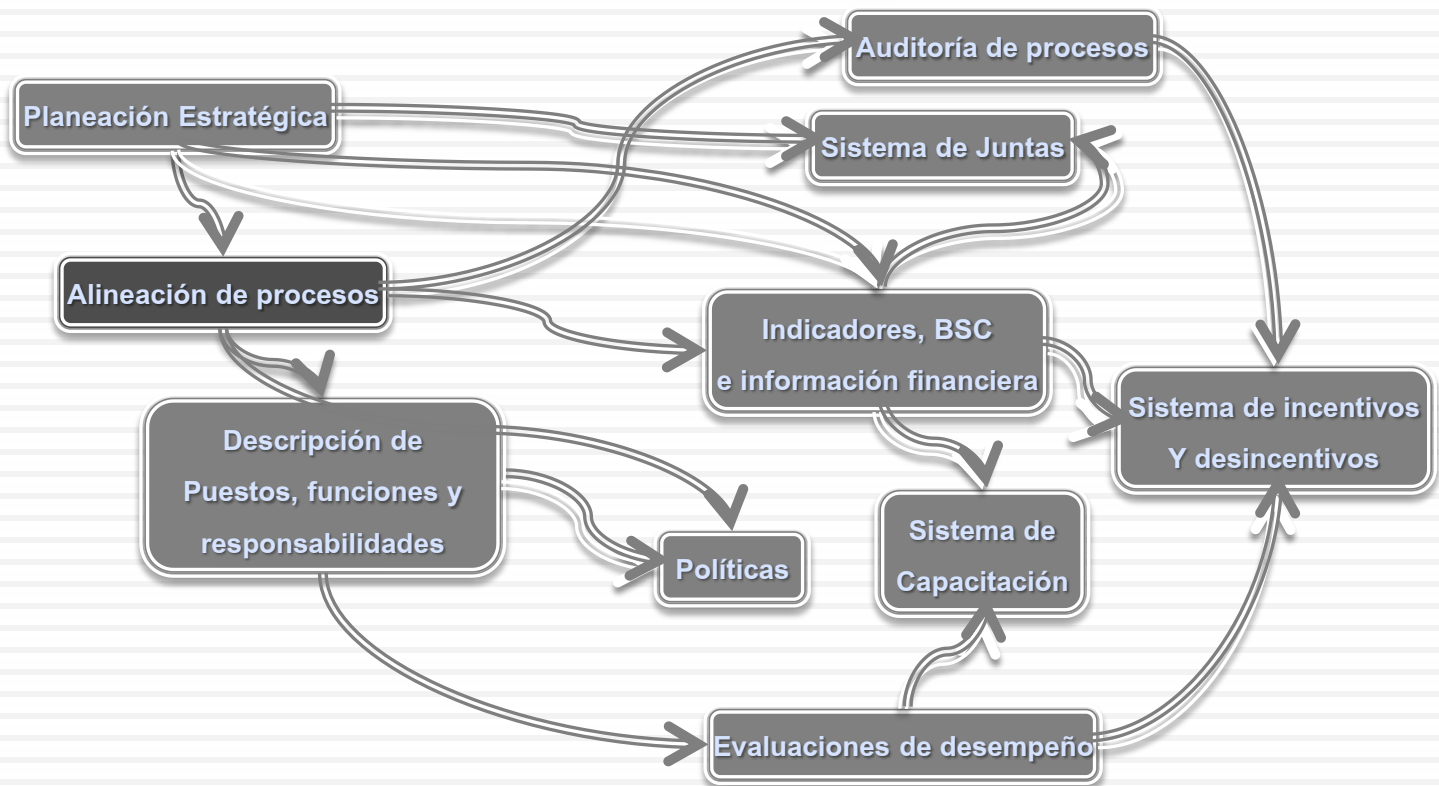 Auditoría de procesos
Planeación Estratégica
Sistema de Juntas
Alineación de procesos
Indicadores, BSC
e información financiera
Sistema de incentivos
Y desincentivos
Descripción de
Puestos, funciones y
responsabilidades
Sistema de
Capacitación
Políticas
Evaluaciones de desempeño